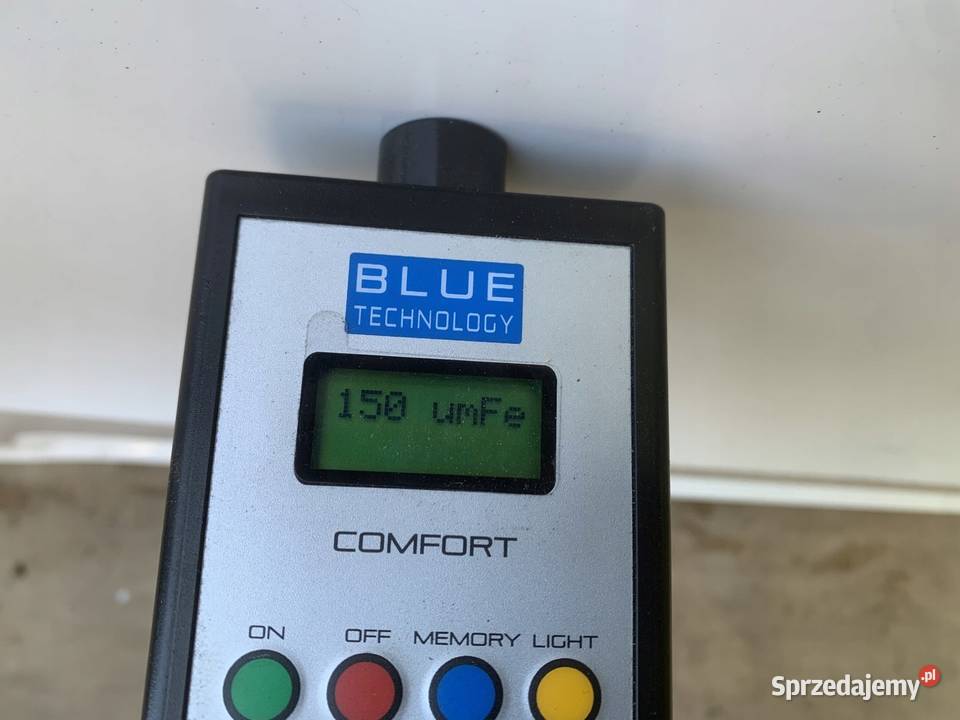 BLUE
TECHNOLOGY
150 umFe
COMFORT
ON OFF MEMORY LIGHT
Sprzedajemy.pl